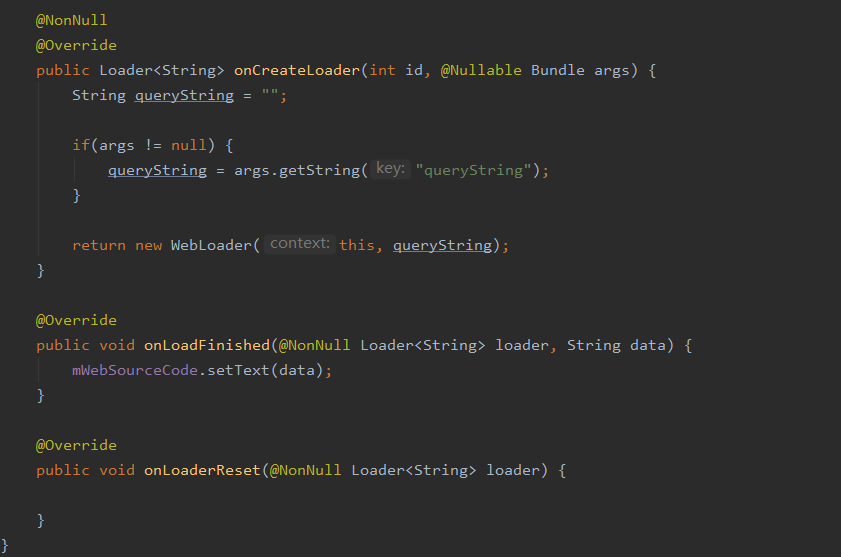 @NonNull
@Override
public Loader<String> onCreateLoader(int id, @Nullable Bundle args) {
String queryString = "";
if(args != null) {
queryString = args.getString( key: "queryString");
}
return new WebLoader( context: this, queryString);
}
@Override
public void onLoadFinished(@NonNull Loader<String> loader, String data) {
mWebSourceCode.setText(data);
}
@Override
public void onLoaderReset(@NonNull Loader<String> loader) {
}
}